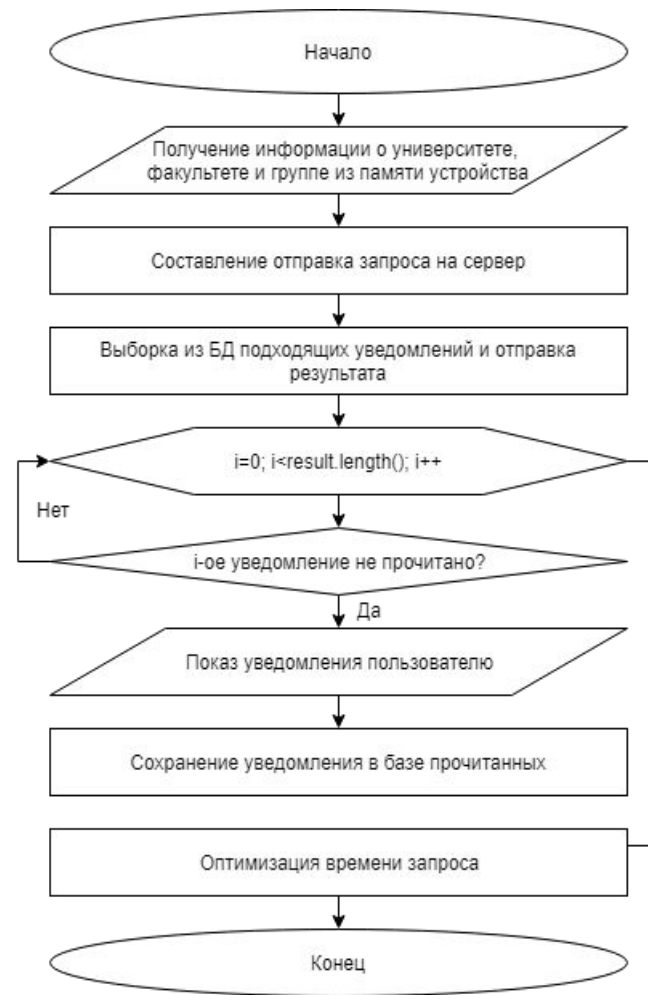 Начало
Получение информации о университете,
факультете и группе из памяти устройства
Составление отправка запроса на сервер
Выборка из БД подходящих уведомлений и отправка
результата
i=0; i<result.length(); i++
Нет
i-ое уведомление не прочитано?
Да
Показ уведомления пользователю
Сохранение уведомления в базе прочитанных
Оптимизация времени запроса
Конец